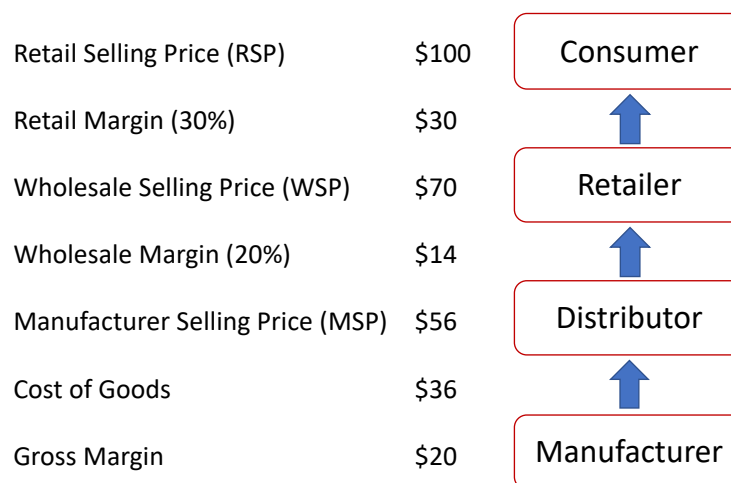 Retail Selling Price (RSP) $100 Consumer
Retail Margin (30%) $30
Wholesale Selling Price (WSP) $70 Retailer
Wholesale Margin (20%) $14
Manufacturer Selling Price (MSP) $56 Distributor
Cost of Goods $36
Gross Margin $20 Manufacturer